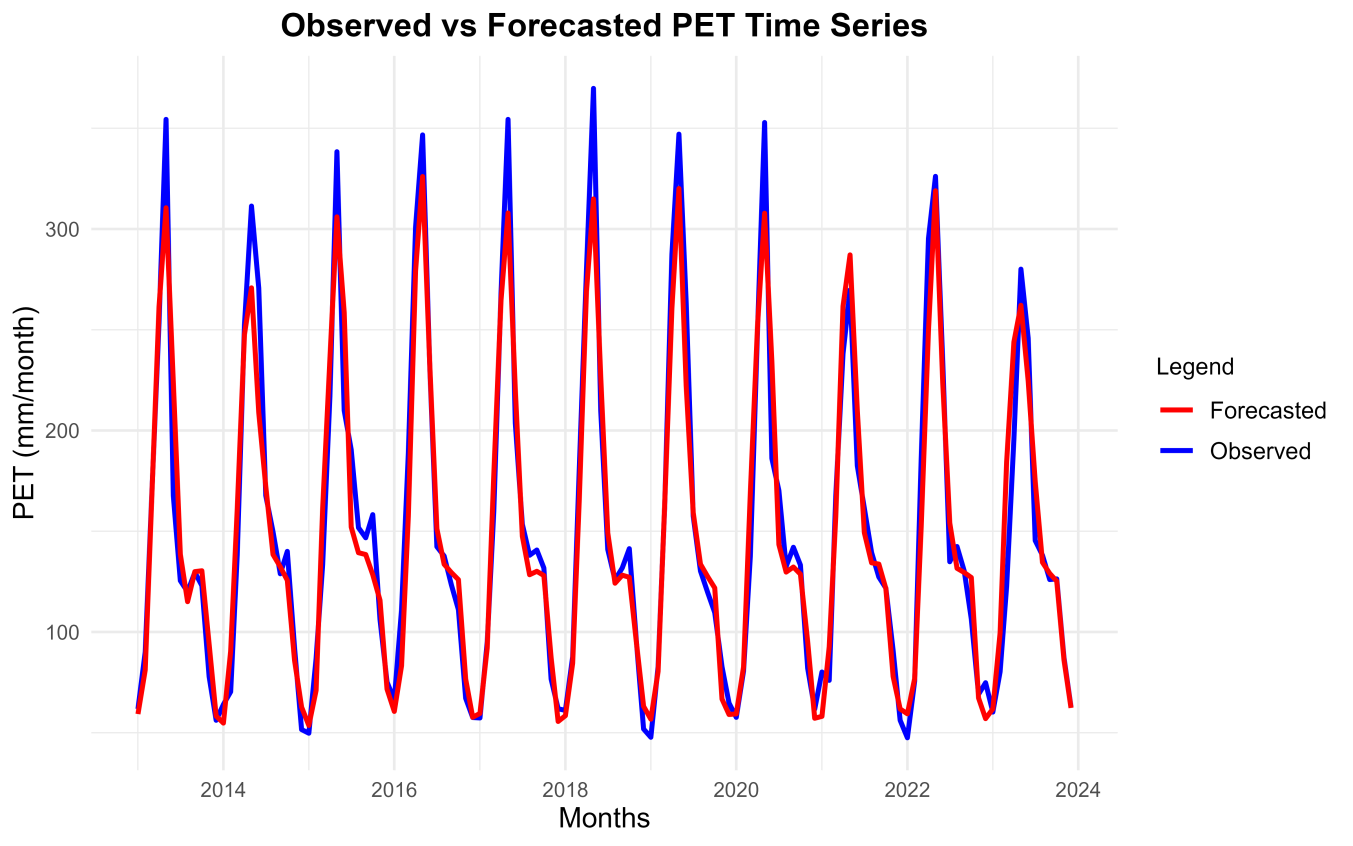 Observed vs Forecasted PET Time Series
PET (mm/month)
300
200
100
2014 2016 2018 2020 2022 2024
Months
Legend
Forecasted
Observed